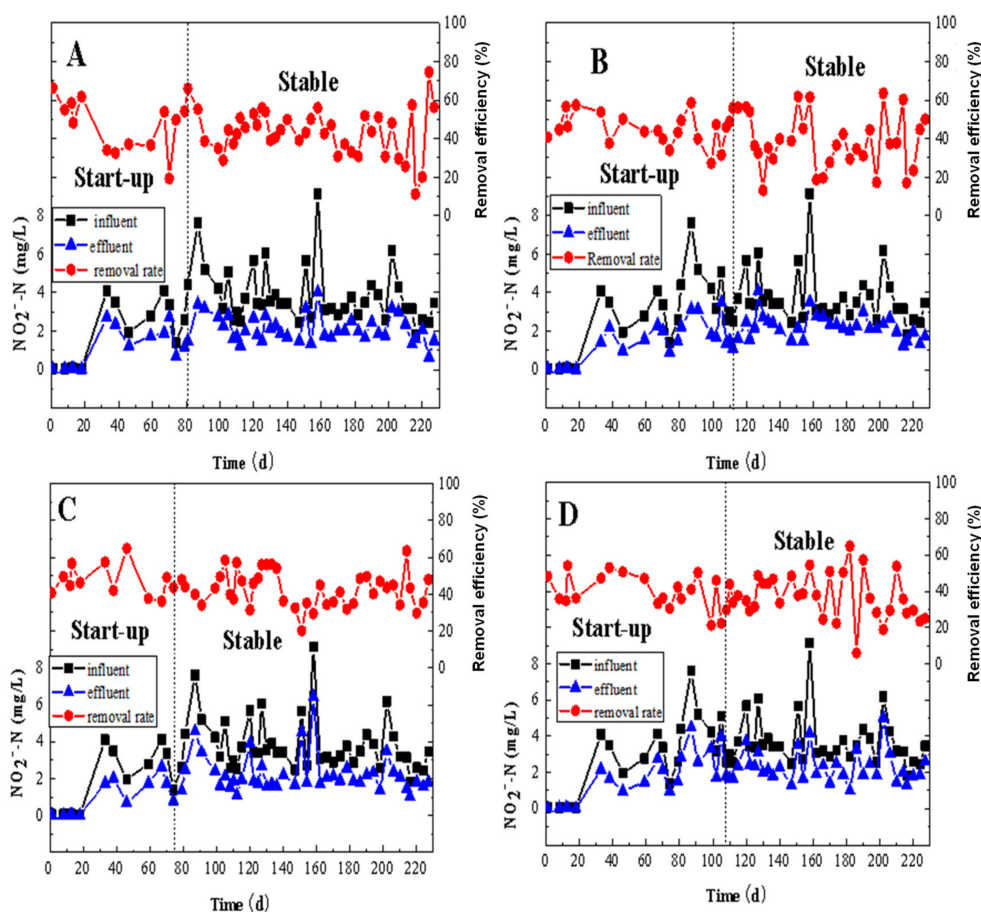 A
Start-up
Stable
influent
effluent
removal rate
NO2⁻-N (mg/L)
8
6
4
2
0
Removal efficiency (%)
100
80
60
40
20
0
0 20 40 60 80 100 120 140 160 180 200 220
Time (d)
B
Start-up
Stable
influent
effluent
Removal rate
NO2⁻-N (mg/L)
8
6
4
2
0
Removal efficiency (%)
100
80
60
40
20
0
0 20 40 60 80 100 120 140 160 180 200 220
Time (d)
C
Start-up
Stable
influent
effluent
removal rate
NO2⁻-N (mg/L)
8
6
4
2
0
Removal efficiency (%)
100
80
60
40
20
0
0 20 40 60 80 100 120 140 160 180 200 220
Time (d)
D
Start-up
Stable
influent
effluent
removal rate
NO2⁻-N (mg/L)
8
6
4
2
0
Removal efficiency (%)
100
80
60
40
20
0
0 20 40 60 80 100 120 140 160 180 200 220
Time (d)